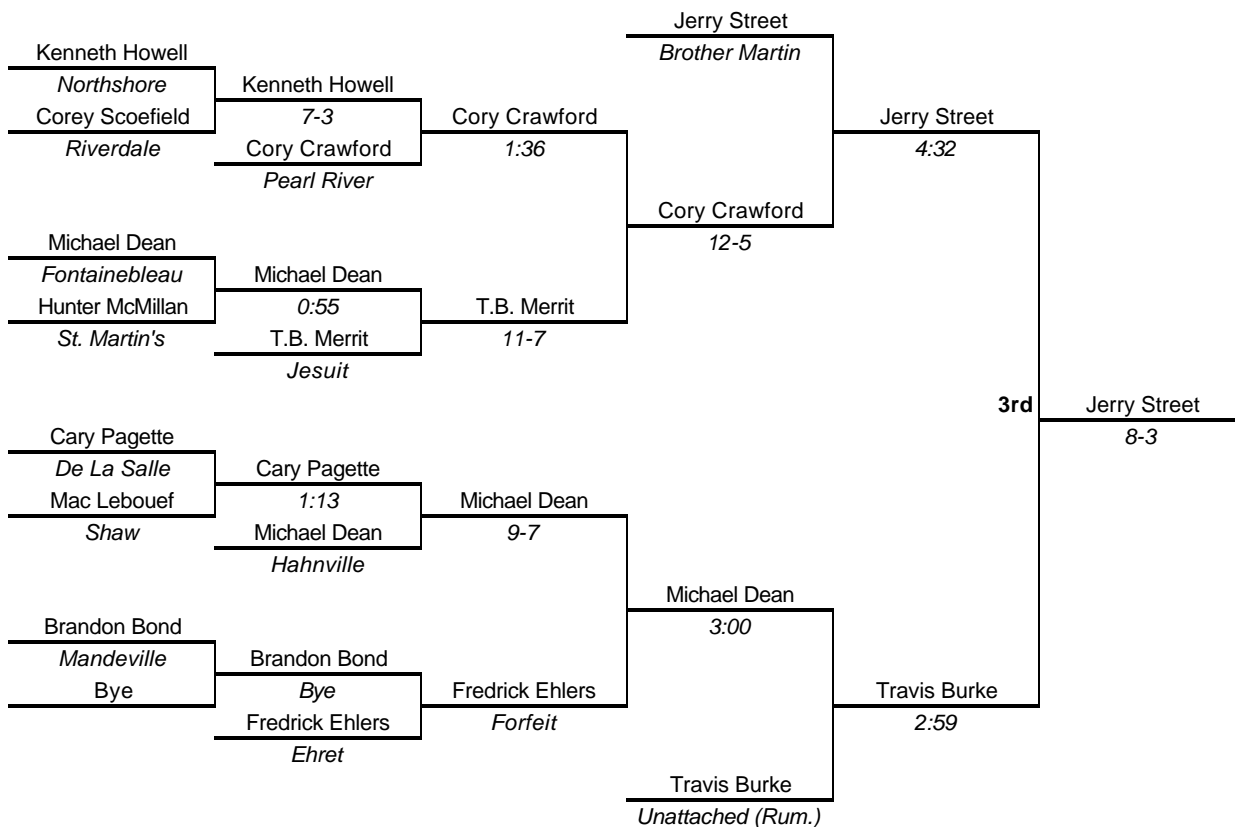 Jerry Street
Brother Martin
Kenneth Howell
Northshore
Kenneth Howell
7-3
Corey Scoefield
Riverdale
Cory Crawford
1:36
Jerry Street
4:32
Cory Crawford
Pearl River
Cory Crawford
12-5
Michael Dean
Fontainebleau
Michael Dean
0:55
Hunter McMillan
St. Martin's
T.B. Merrit
11-7
T.B. Merrit
Jesuit
3rd
Jerry Street
8-3
Cary Pagette
De La Salle
Cary Pagette
1:13
Mac Lebouef
Shaw
Michael Dean
9-7
Michael Dean
Hahnville
Michael Dean
3:00
Brandon Bond
Mandeville
Brandon Bond
Bye
Bye
Fredrick Ehlers
Forfeit
Travis Burke
2:59
Fredrick Ehlers
Ehret
Travis Burke
Unattached (Rum.)